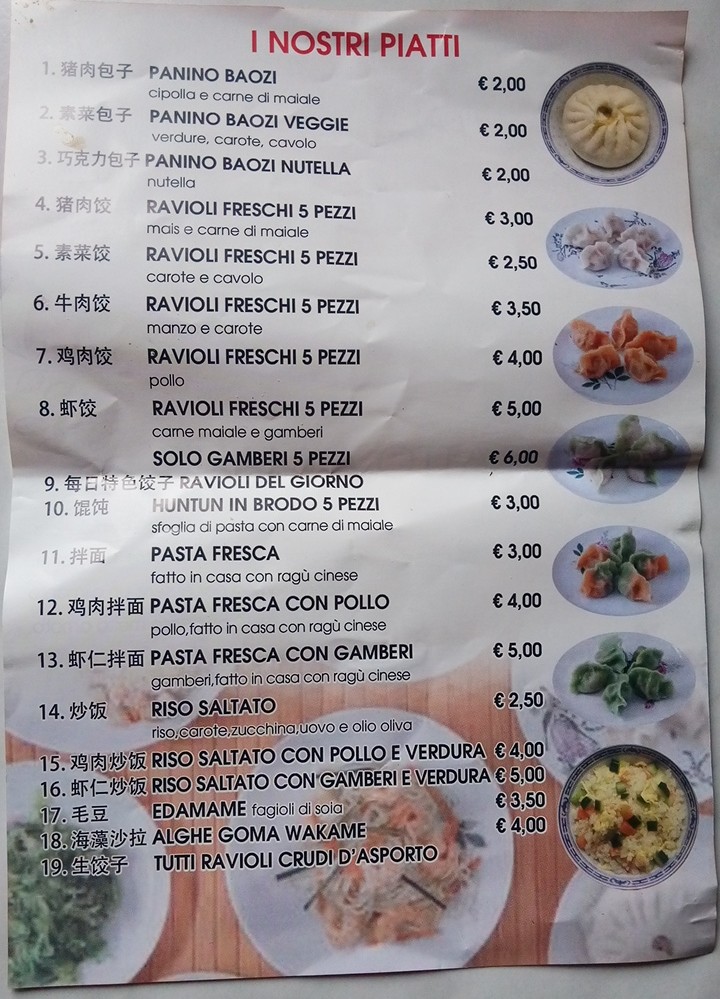 I NOSTRI PIATTI
1. 猪肉包子 PANINO BAOZI € 2,00
cipolla e carne di maiale
2. 素菜包子 PANINO BAOZI VEGGIE € 2,00
verdure, carote, cavolo
3. 巧克力包子 PANINO BAOZI NUTELLA € 2,00
nutella
4. 猪肉饺 RAVIOLI FRESCHI 5 PEZZI € 3,00
mais e carne di maiale
5. 素菜饺 RAVIOLI FRESCHI 5 PEZZI € 2,50
carote e cavolo
6. 牛肉饺 RAVIOLI FRESCHI 5 PEZZI € 3,50
manzo e carote
7. 鸡肉饺 RAVIOLI FRESCHI 5 PEZZI € 4,00
pollo
8. 虾饺 RAVIOLI FRESCHI 5 PEZZI € 5,00
carne maiale e gamberi
SOLO GAMBERI 5 PEZZI € 6,00
9. 每日特色饺子 RAVIOLI DEL GIORNO
10. 馄饨 HUNTUN IN BRODO 5 PEZZI € 3,00
sfoglia di pasta con carne di maiale
11. 拌面 PASTA FRESCA € 3,00
fatto in casa con ragù cinese
12. 鸡肉拌面 PASTA FRESCA CON POLLO € 4,00
pollo,fatto in casa con ragù cinese
13. 虾仁拌面 PASTA FRESCA CON GAMBERI € 5,00
gamberi,fatto in casa con ragù cinese
14. 炒饭 RISO SALTATO € 2,50
riso,carote,zucchina,uovo e olio oliva
15. 鸡肉炒饭 RISO SALTATO CON POLLO E VERDURA € 4,00
16. 虾仁炒饭 RISO SALTATO CON GAMBERI E VERDURA € 5,00
17. 毛豆 EDAMAME fagioli di soia € 3,50
18. 海藻沙拉 ALGHE GOMA WAKAME € 4,00
19. 生饺子 TUTTI RAVIOLI CRUDI D'ASPORTO